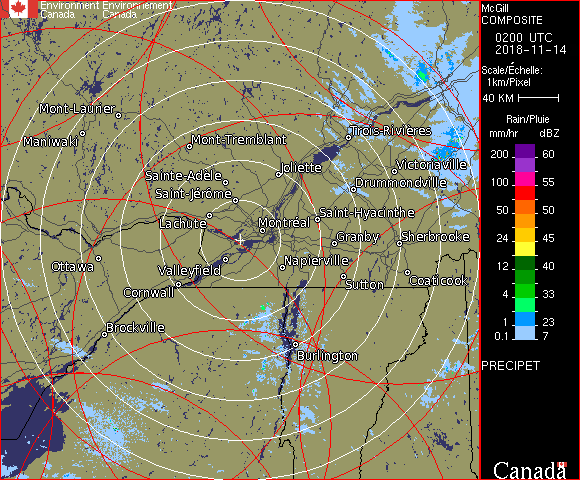 Environment Environnement
Canada Canada
McGill
COMPOSITE
0200 UTC
2018-11-14
Scale/Échelle:
1km/Pixel
40 KM
Rain/Pluie
mm/hr dBZ
200 60
100 55
50 50
24 45
12 40
4 33
2 30
1 23
0.1 7
PRECIPET
Canada
Mont-Laurier
Maniwaki
Mont-Tremblant
Trois-Rivières
Sainte-Adèle
Joliette
Victoriaville
Saint-Jérôme
Drummondville
Lachute
Montréal
Saint-Hyacinthe
Granby
Sherbrooke
Ottawa
Valleyfield
Napierville
Cornwall
Sutton
Coaticook
Brockville
Burlington